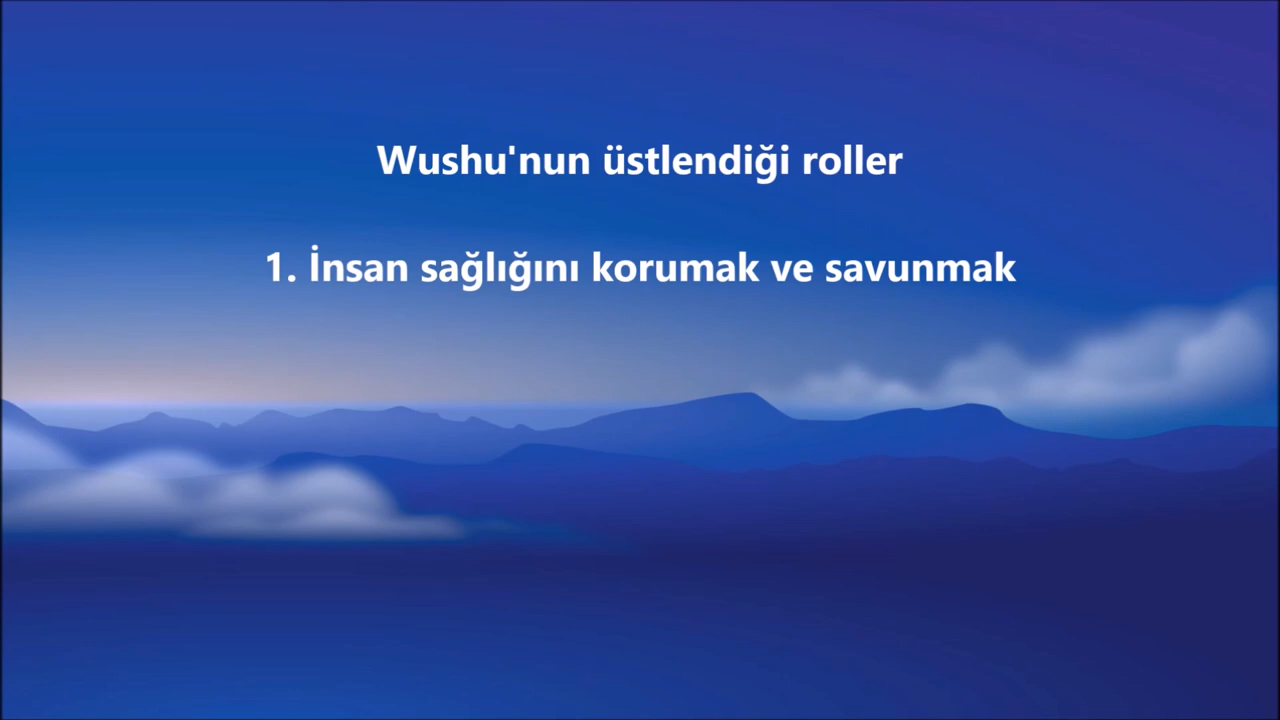 Wushu'nun üstlendiği roller
1. İnsan sağlığını korumak ve savunmak